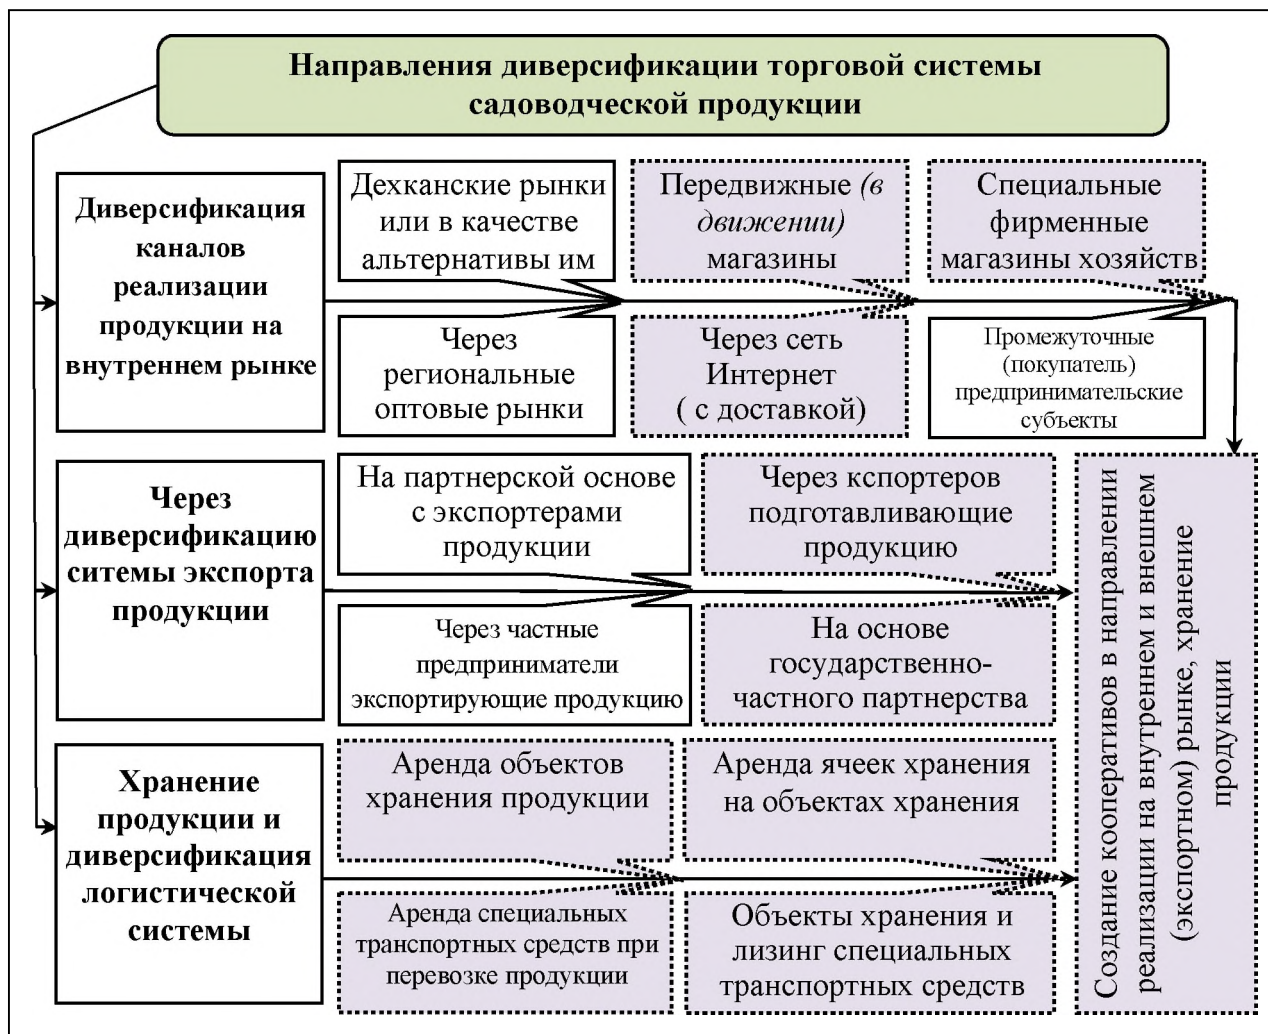 Направления диверсификации торговой системы
садоводческой продукции
Диверсификация
каналов
реализации
продукции на
внутреннем рынке
Дехканские рынки
или в качестве
альтернативы им
Передвижные (в
движении)
магазины
Специальные
фирменные
магазины хозяйств
Через
региональные
оптовые рынки
Через сеть
Интернет
( с доставкой)
Промежуточные
(покупатель)
предпринимательские
субъекты
Через
диверсификацию
ситемы экспорта
продукции
На партнерской основе
с экспортерами
продукции
Через кспортеров
подготавливающие
продукцию
Через частные
предприниматели
экспортирующие продукцию
На основе
государственно-
частного партнерства
Хранение
продукции и
диверсификация
логистической
системы
Аренда объектов
хранения продукции
Аренда ячеек хранения
на объектах хранения
Аренда специальных
транспортных средств при
перевозке продукции
Объекты хранения и
лизинг специальных
транспортных средств
Создание кооперативов в направлении
реализации на внутреннем и внешнем
(экспортном) рынке, хранение
продукции